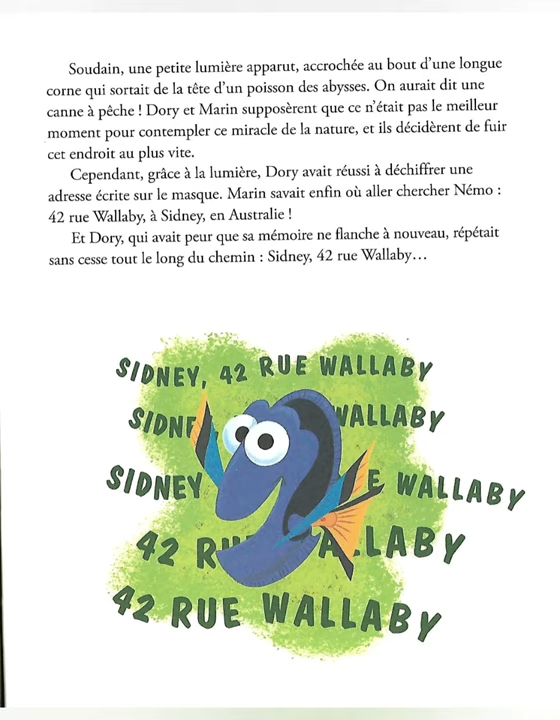 Soudain, une petite lumière apparut, accrochée au bout d'une longue
corne qui sortait de la tête d'un poisson des abysses. On aurait dit une
canne à pêche ! Dory et Marin supposèrent que ce n'était pas le meilleur
moment pour contempler ce miracle de la nature, et ils décidèrent de fuir
cet endroit au plus vite.
Cependant, grâce à la lumière, Dory avait réussi à déchiffrer une
adresse écrite sur le masque. Marin savait enfin où aller chercher Némo :
42 rue Wallaby, à Sidney, en Australie !
Et Dory, qui avait peur que sa mémoire ne flanche à nouveau, répétait
sans cesse tout le long du chemin : Sidney, 42 rue Wallaby…
SIDNEY, 42 RUE WALLABY
SIDNE WALLABY
SIDNEY E WALLABY
42 RU WALLABY
42 RUE WALLABY